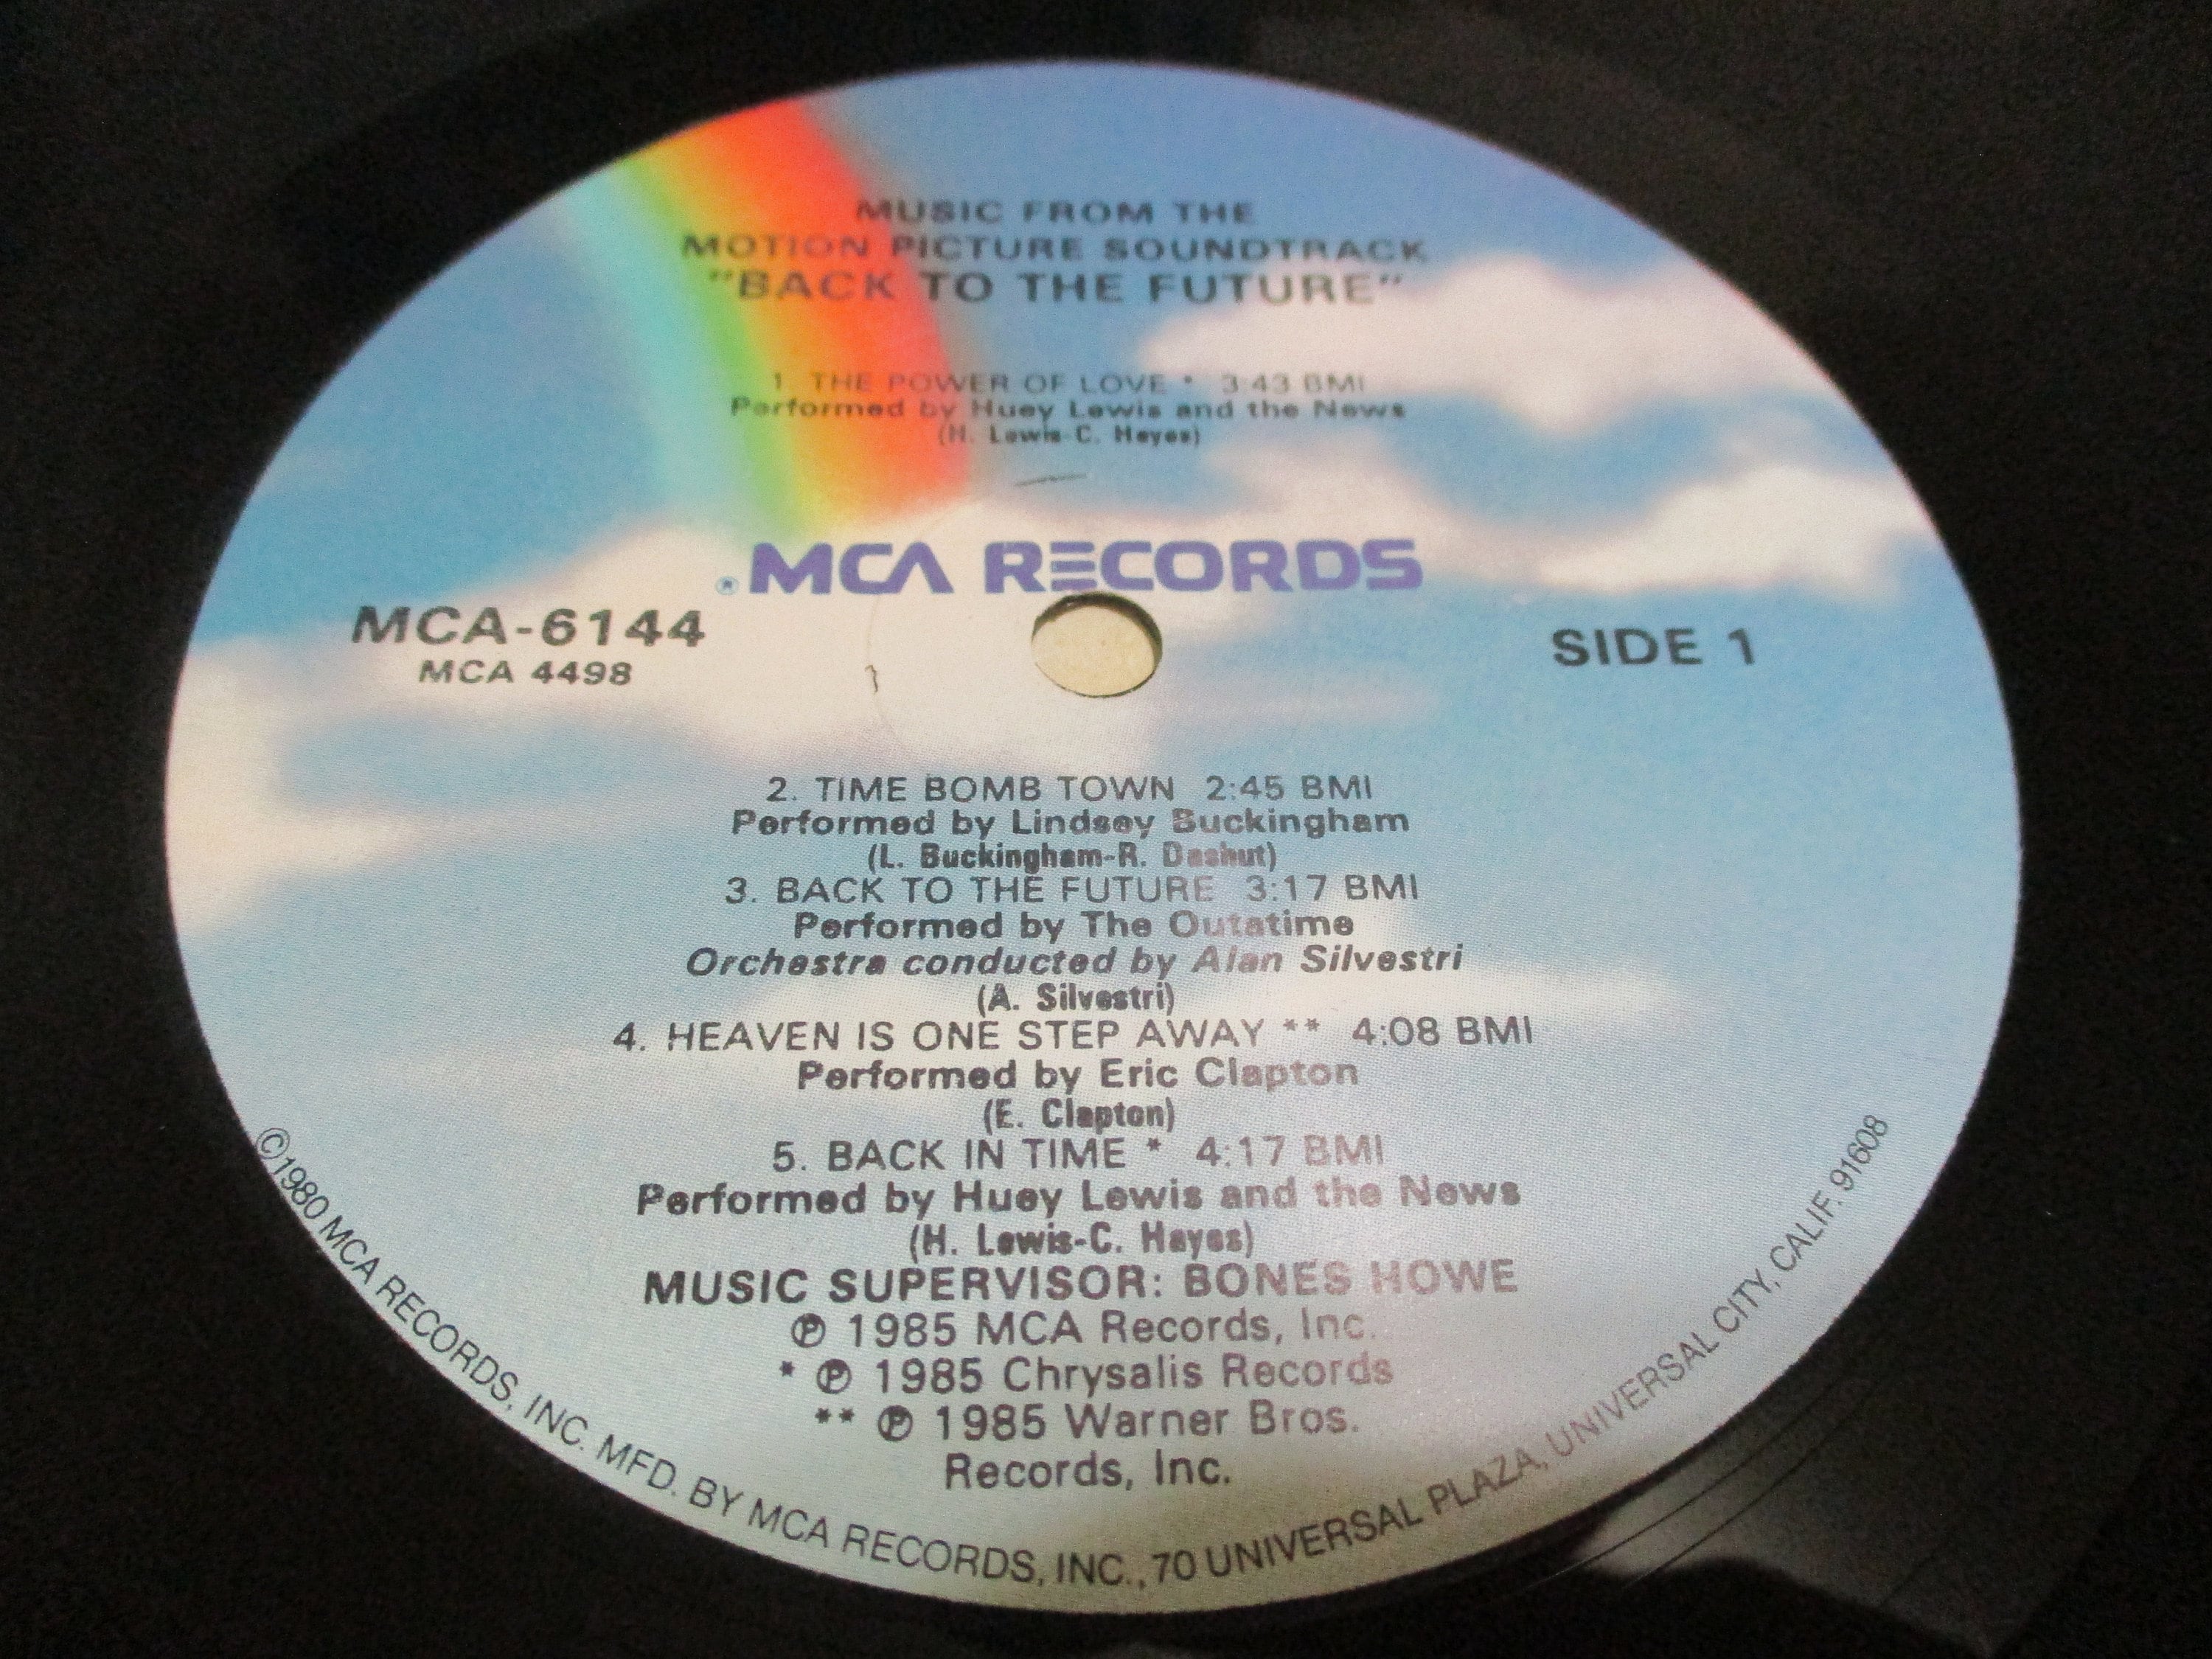 MUSIC FROM THE
MOTION PICTURE SOUNDTRACK
"BACK TO THE FUTURE"
1. THE POWER OF LOVE * 3:43 BMI
Performed by Huey Lewis and the News
(H. Lewis-C. Hayes)
® MCA RECORDS
MCA-6144
MCA 4498
SIDE 1
2. TIME BOMB TOWN 2:45 BMI
Performed by Lindsey Buckingham
(L. Buckingham-R. Dashut)
3. BACK TO THE FUTURE 3:17 BMI
Performed by The Outatime
Orchestra conducted by Alan Silvestri
(A. Silvestri)
4. HEAVEN IS ONE STEP AWAY ** 4:08 BMI
Performed by Eric Clapton
(E. Clapton)
5. BACK IN TIME * 4:17 BMI
Performed by Huey Lewis and the News
(H. Lewis-C. Hayes)
MUSIC SUPERVISOR: BONES HOWE
℗ 1985 MCA Records, Inc.
* ℗ 1985 Chrysalis Records
** ℗ 1985 Warner Bros.
Records, Inc.
©1980 MCA RECORDS, INC. MFD. BY MCA RECORDS, INC., 70 UNIVERSAL PLAZA, UNIVERSAL CITY, CALIF. 91608